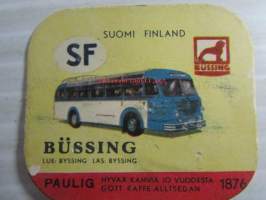 SUOMI FINLAND
SF
BÜSSING
BÜSSING
LUE: BYSSING LÄS: BYSSING
PAULIG HYVÄÄ KAHVIA JO VUODESTA 1876
GOTT KAFFE ALLTSEDAN